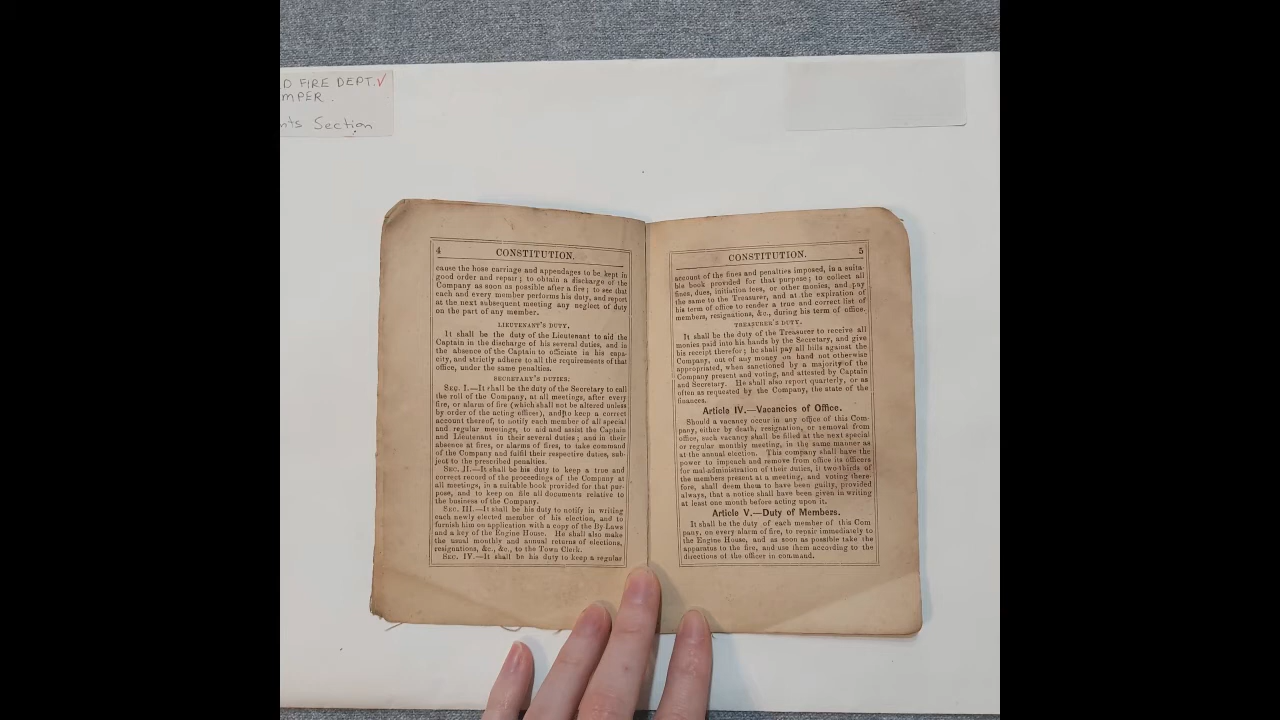 D FIRE DEPT. ✓
MPER.
nts Section
4
CONSTITUTION.
cause the hose carriage and appendages to be kept in
good order and repair; to obtain a discharge of the
Company as soon as possible after a fire; to see that
each and every member performs his duty, and report
at the next subsequent meeting any neglect of duty
on the part of any member.
LIEUTENANT'S DUTY.
It shall be the duty of the Lieutenant to aid the
Captain in the discharge of his several duties, and in
the absence of the Captain to officiate in his capa-
city, and strictly adhere to all the requirements of that
office, under the same penalties.
SECRETARY'S DUTIES:
SEC. I.—It shall be the duty of the Secretary to call
the roll of the Company, at all meetings, after every
fire, or alarm of fire (which shall not be altered unless
by order of the acting officer), and to keep a correct
account thereof, to notify each member of all special
and regular meetings, to aid and assist the Captain
and Lieutenant in their several duties; and in their
absence at fires, or alarms of fires, to take command
of the Company and fulfil their respective duties, sub-
ject to the prescribed penalties.
SEC. II.—It shall be his duty to keep a true and
correct record of the proceedings of the Company at
all meetings, in a suitable book provided for that pur-
pose, and to keep on file all documents relative to
the business of the Company.
SEC. III.—It shall be his duty to notify in writing
each newly elected member of his election, and to
furnish him on application with a copy of the By Laws
and a key of the Engine House. He shall also make
the usual monthly and annual returns of elections,
resignations, &c., &c., to the Town Clerk.
SEC. IV.—It shall be his duty to keep a regular
CONSTITUTION.
5
account of the fines and penalties imposed, in a suita-
ble book provided for that purpose; to collect all
fines, dues, initiation fees, or other monies, and pay
the same to the Treasurer, and at the expiration of
his term of office to render a true and correct list of
members, resignations, &c., during his term of office.
TREASURER'S DUTY.
It shall be the duty of the Treasurer to receive all
monies paid into his hands by the Secretary, and give
his receipt therefor; he shall pay all bills against the
Company, out of any money on hand not otherwise
appropriated, when sanctioned by a majority of the
Company present and voting, and attested by Captain
and Secretary. He shall also report quarterly, or as
often as requested by the Company, the state of the
finances.
Article IV.—Vacancies of Office.
Should a vacancy occur in any office of this Com-
pany, either by death, resignation, or removal from
office, such vacancy shall be filled at the next special
or regular monthly meeting, in the same manner as
at the annual election. This company shall have the
power to impeach and remove from office its officers
for mal-administration of their duties, if two thirds of
the members present at a meeting, and voting there-
fore, shall deem them to have been guilty, provided
always, that a notice shall have been given in writing
at least one month before acting upon it.
Article V.—Duty of Members.
It shall be the duty of each member of this Com
pany, on every alarm of fire, to repair immediately to
the Engine House, and as soon as possible take the
apparatus to the fire, and use them according to the
directions of the officer in command.